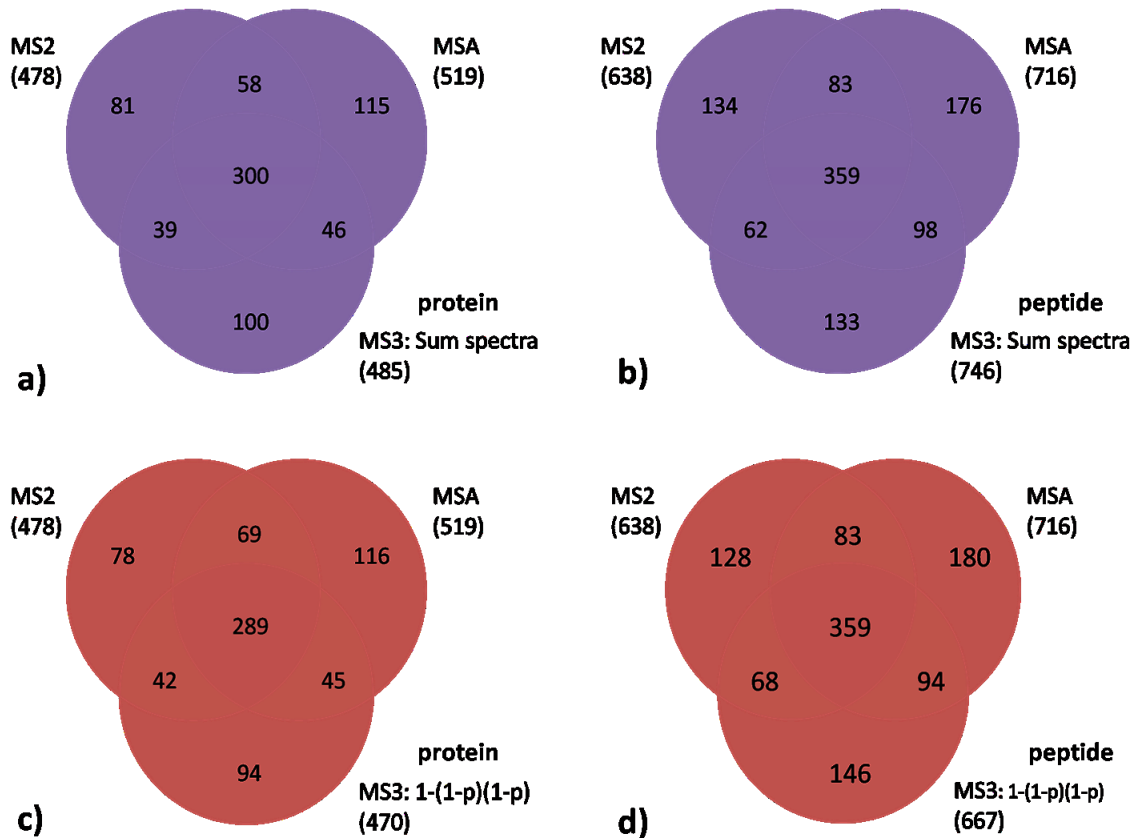 MS2
(478)
MSA
(519)
58
81
115
300
39
46
100
protein
MS3: Sum spectra
(485)
a)
MS2
(638)
MSA
(716)
83
134
176
359
62
98
133
peptide
MS3: Sum spectra
(746)
b)
MS2
(478)
MSA
(519)
69
78
116
289
42
45
94
protein
MS3: 1-(1-p)(1-p)
(470)
c)
MS2
(638)
MSA
(716)
83
128
180
359
68
94
146
peptide
MS3: 1-(1-p)(1-p)
(667)
d)